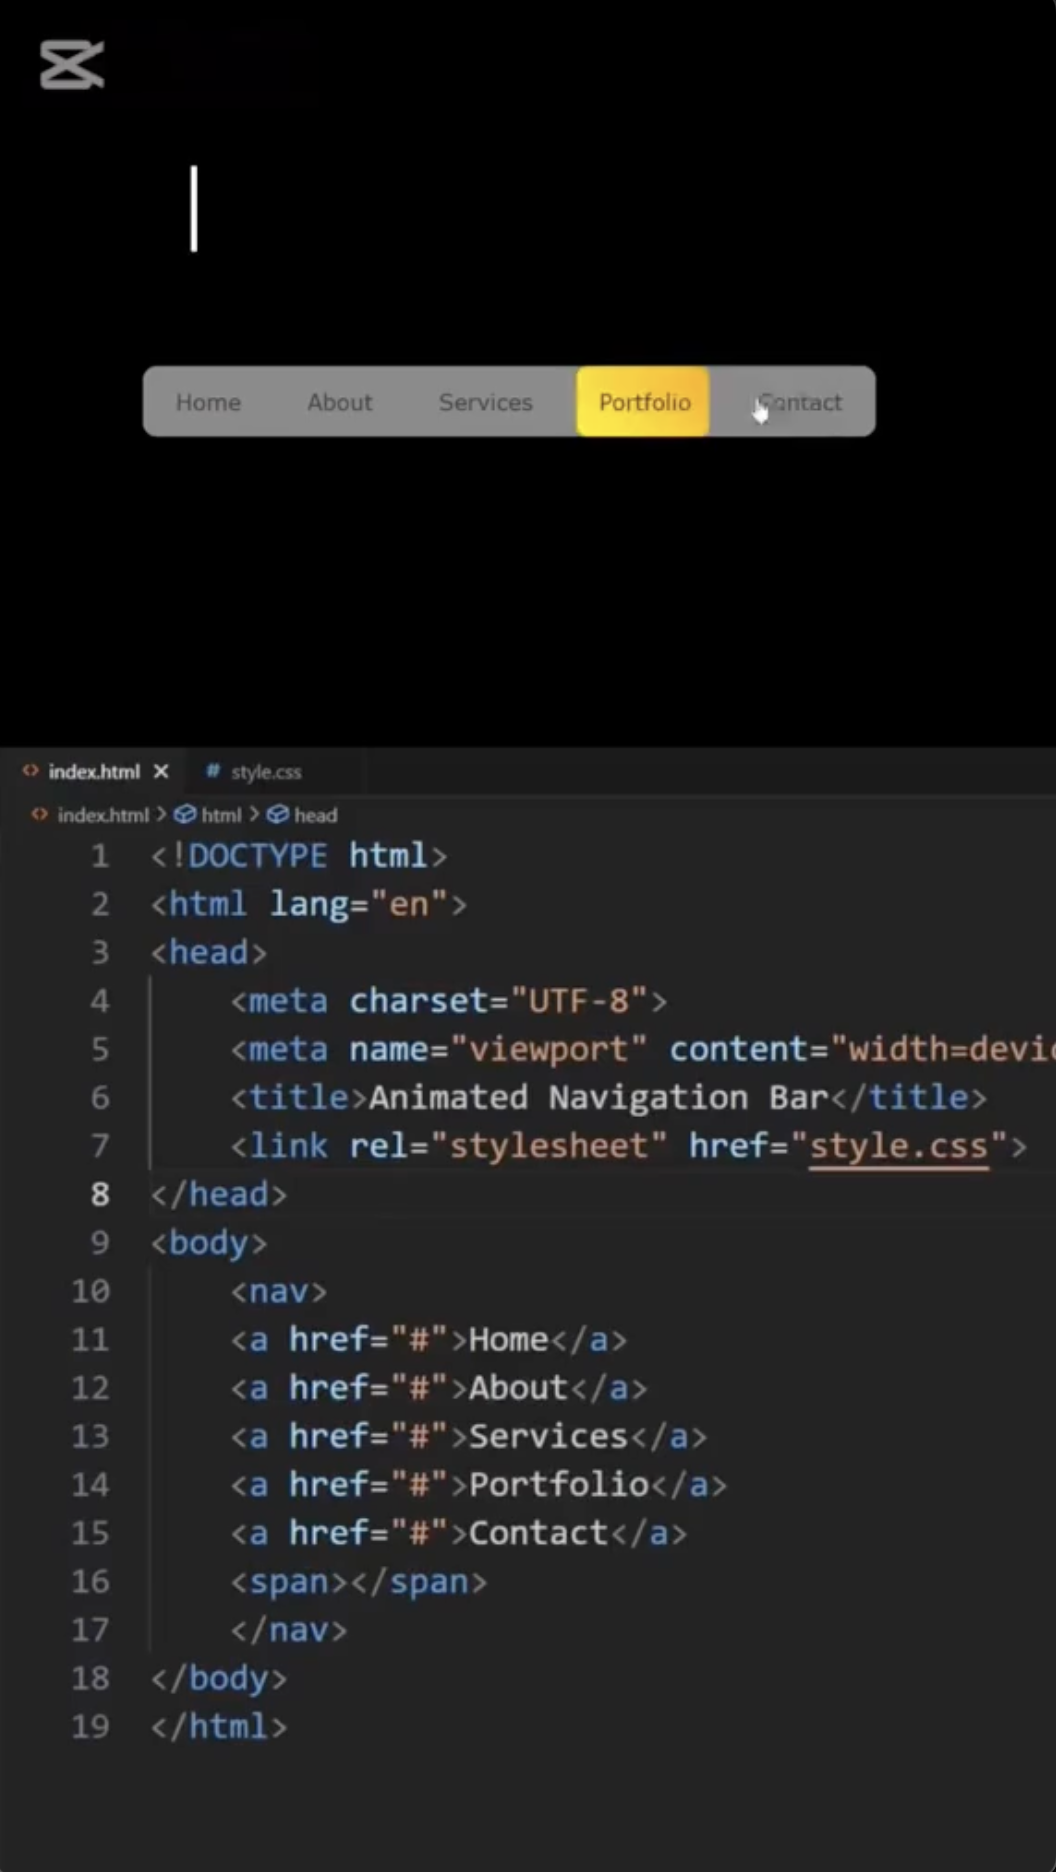 Home About Services Portfolio Contact
index.html style.css
index.html > html > head
1 <!DOCTYPE html>
2 <html lang="en">
3 <head>
4 <meta charset="UTF-8">
5 <meta name="viewport" content="width=devic
6 <title>Animated Navigation Bar</title>
7 <link rel="stylesheet" href="style.css">
8 </head>
9 <body>
10 <nav>
11 <a href="#">Home</a>
12 <a href="#">About</a>
13 <a href="#">Services</a>
14 <a href="#">Portfolio</a>
15 <a href="#">Contact</a>
16 <span></span>
17 </nav>
18 </body>
19 </html>